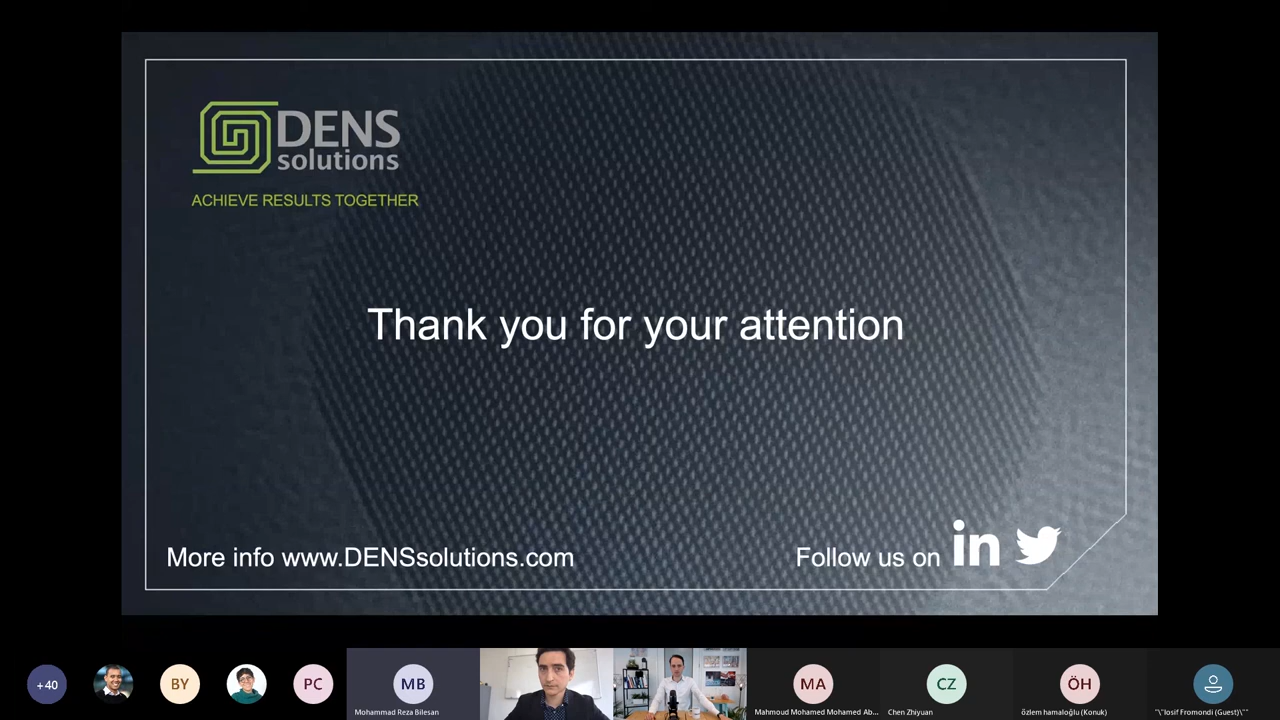 DENS
solutions
ACHIEVE RESULTS TOGETHER
Thank you for your attention
More info www.DENSsolutions.com
Follow us on in
+40
BY
PC
MB
MA
CZ
ÖH
Mohammad Reza Bilesan
Mahmoud Mohamed Mohamed Ab...
Chen Zhiyuan
özlem hamaloğlu (Konuk)
"\"Iosif Fromondi (Guest)\""